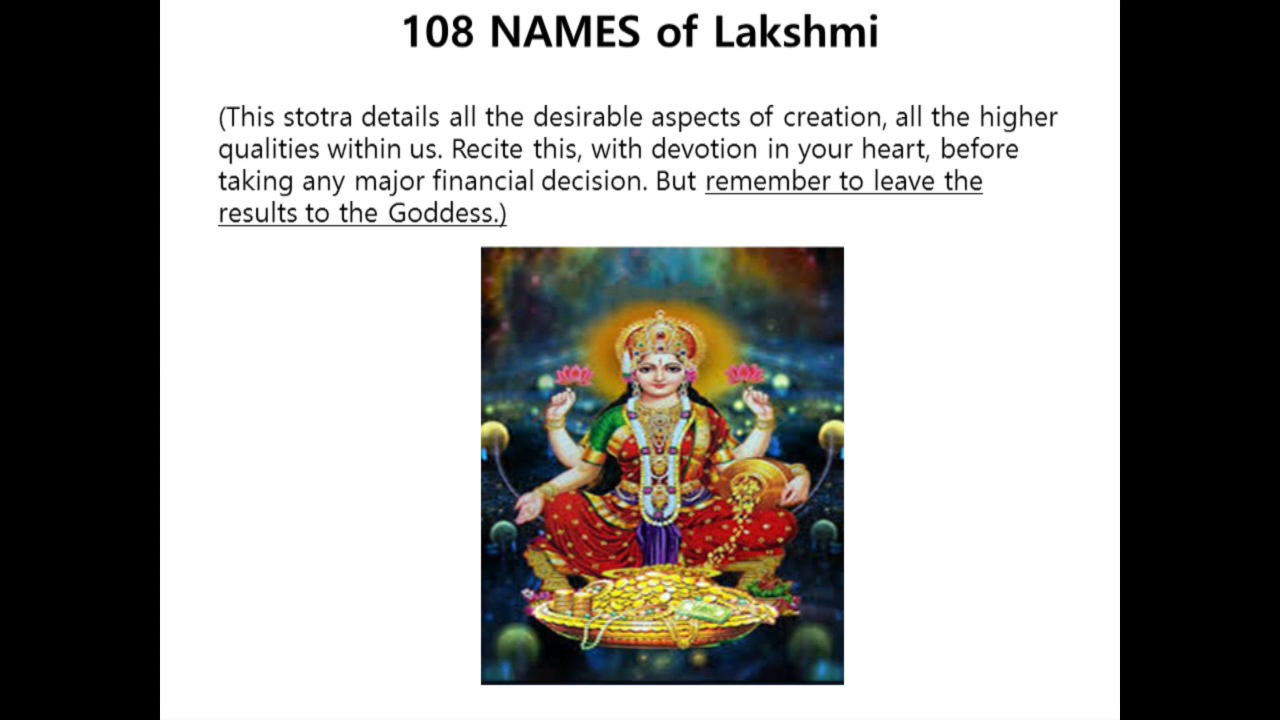 108 NAMES of Lakshmi
(This stotra details all the desirable aspects of creation, all the higher
qualities within us. Recite this, with devotion in your heart, before
taking any major financial decision. But remember to leave the
results to the Goddess.)